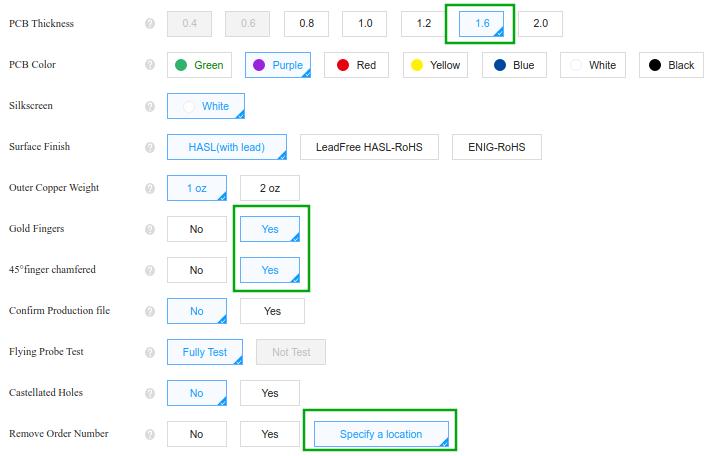 PCB Thickness ? 0.4 0.6 0.8 1.0 1.2 1.6 2.0
PCB Color ? Green Purple Red Yellow Blue White Black
Silkscreen ? White
Surface Finish ? HASL(with lead) LeadFree HASL-RoHS ENIG-RoHS
Outer Copper Weight ? 1 oz 2 oz
Gold Fingers ? No Yes
45°finger chamfered ? No Yes
Confirm Production file ? No Yes
Flying Probe Test ? Fully Test Not Test
Castellated Holes ? No Yes
Remove Order Number ? No Yes Specify a location